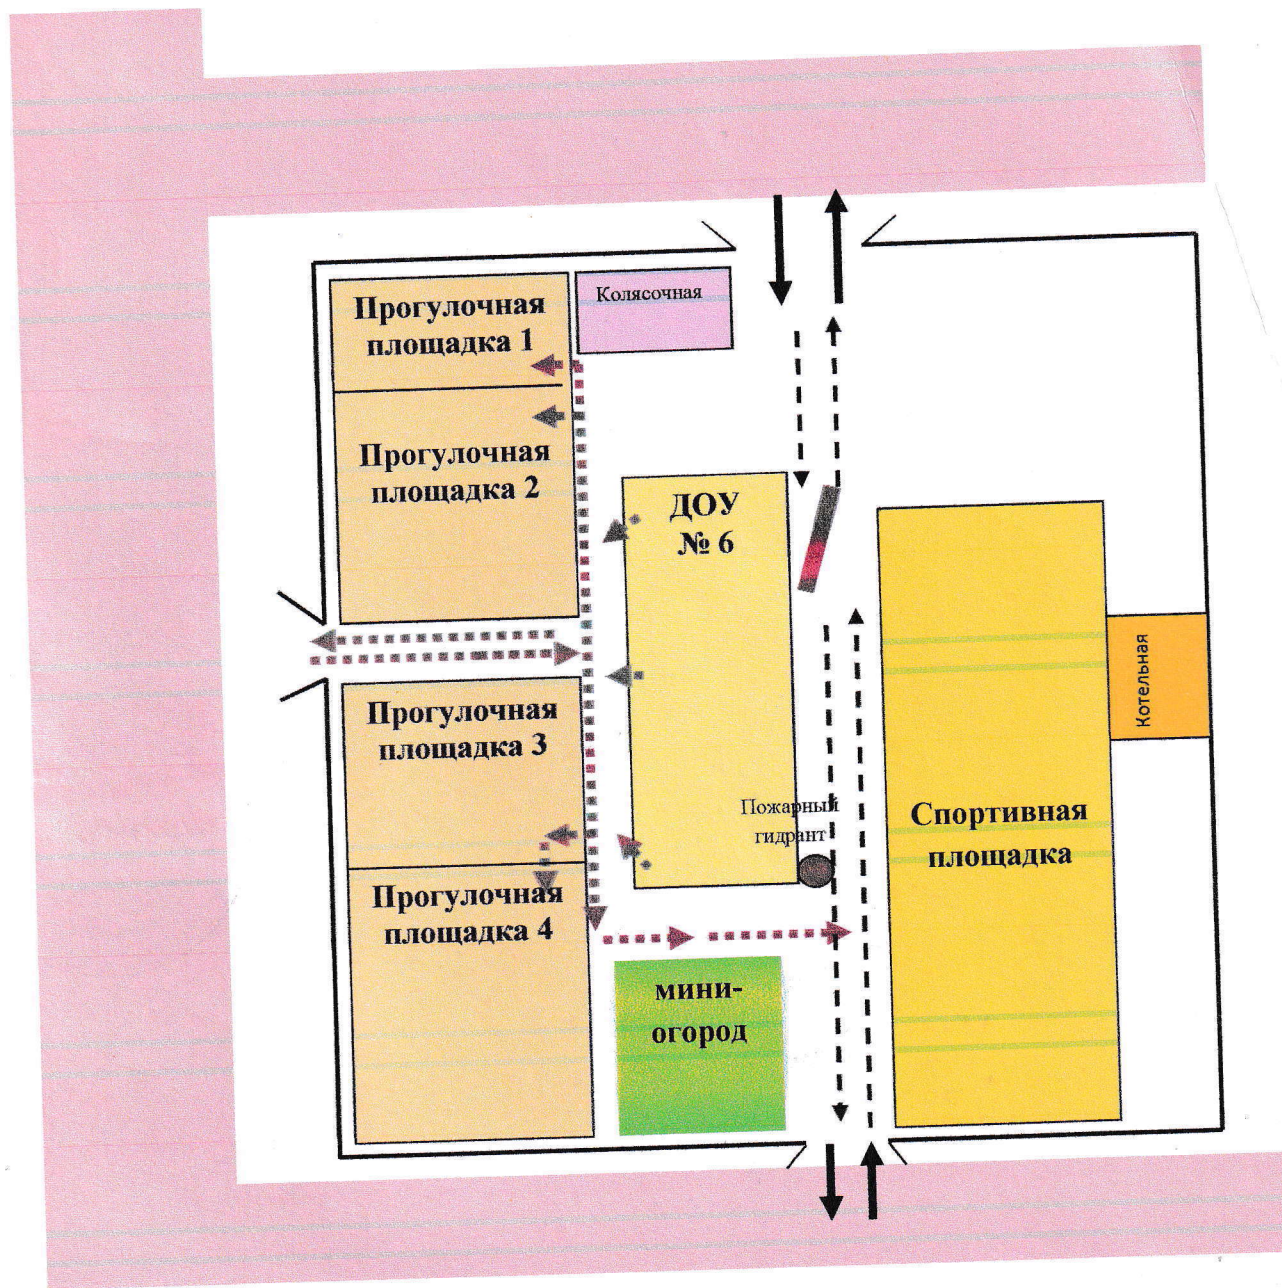 Прогулочная
площадка 1
Колясочная
Прогулочная
площадка 2
ДОУ
№ 6
Прогулочная
площадка 3
Котельная
Пожарный
гидрант
Спортивная
площадка
Прогулочная
площадка 4
мини-
огород